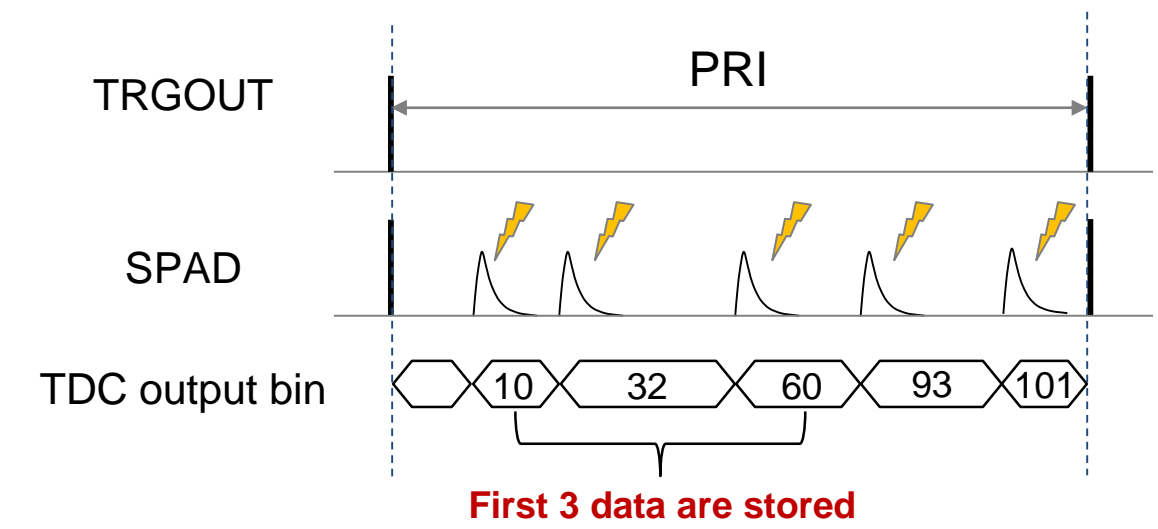 PRI
TRGOUT
SPAD
TDC output bin 10 32 60 93 101
First 3 data are stored